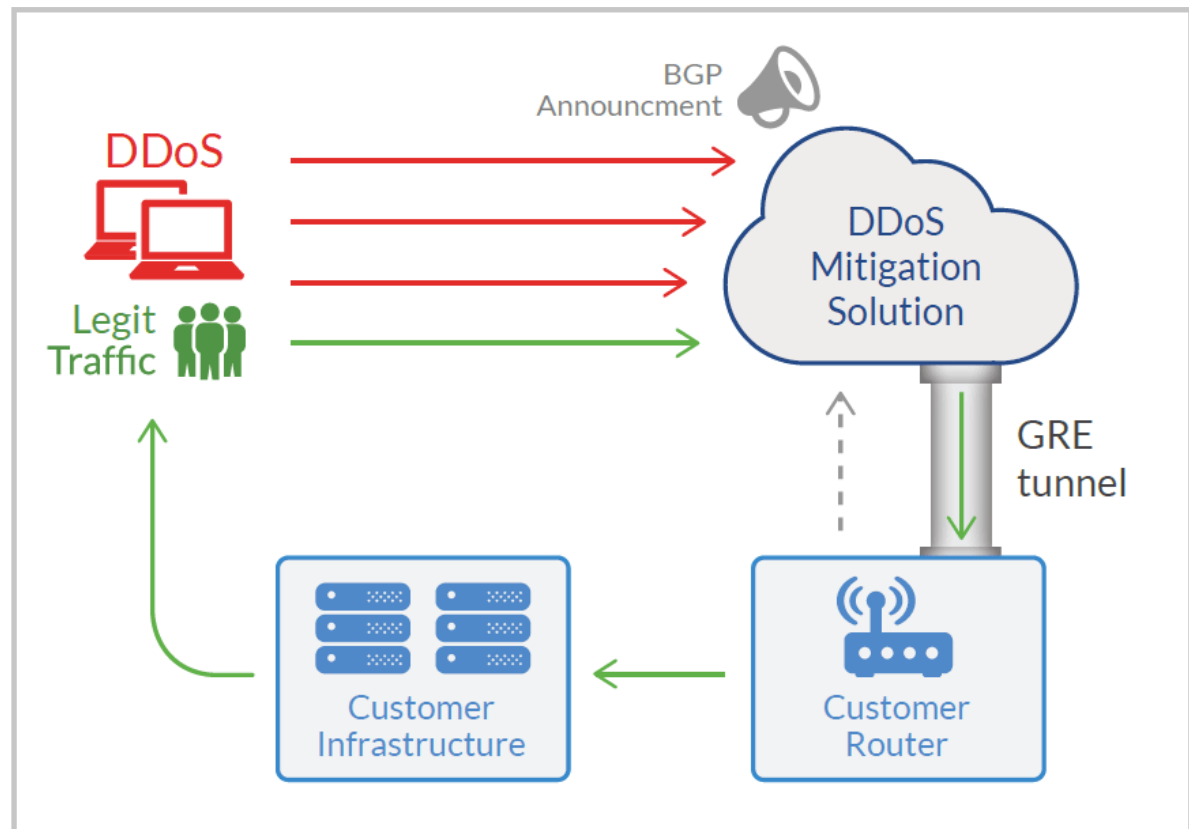 BGP
Announcment
DDoS
Legit
Traffic
DDoS
Mitigation
Solution
GRE
tunnel
Customer
Infrastructure
Customer
Router